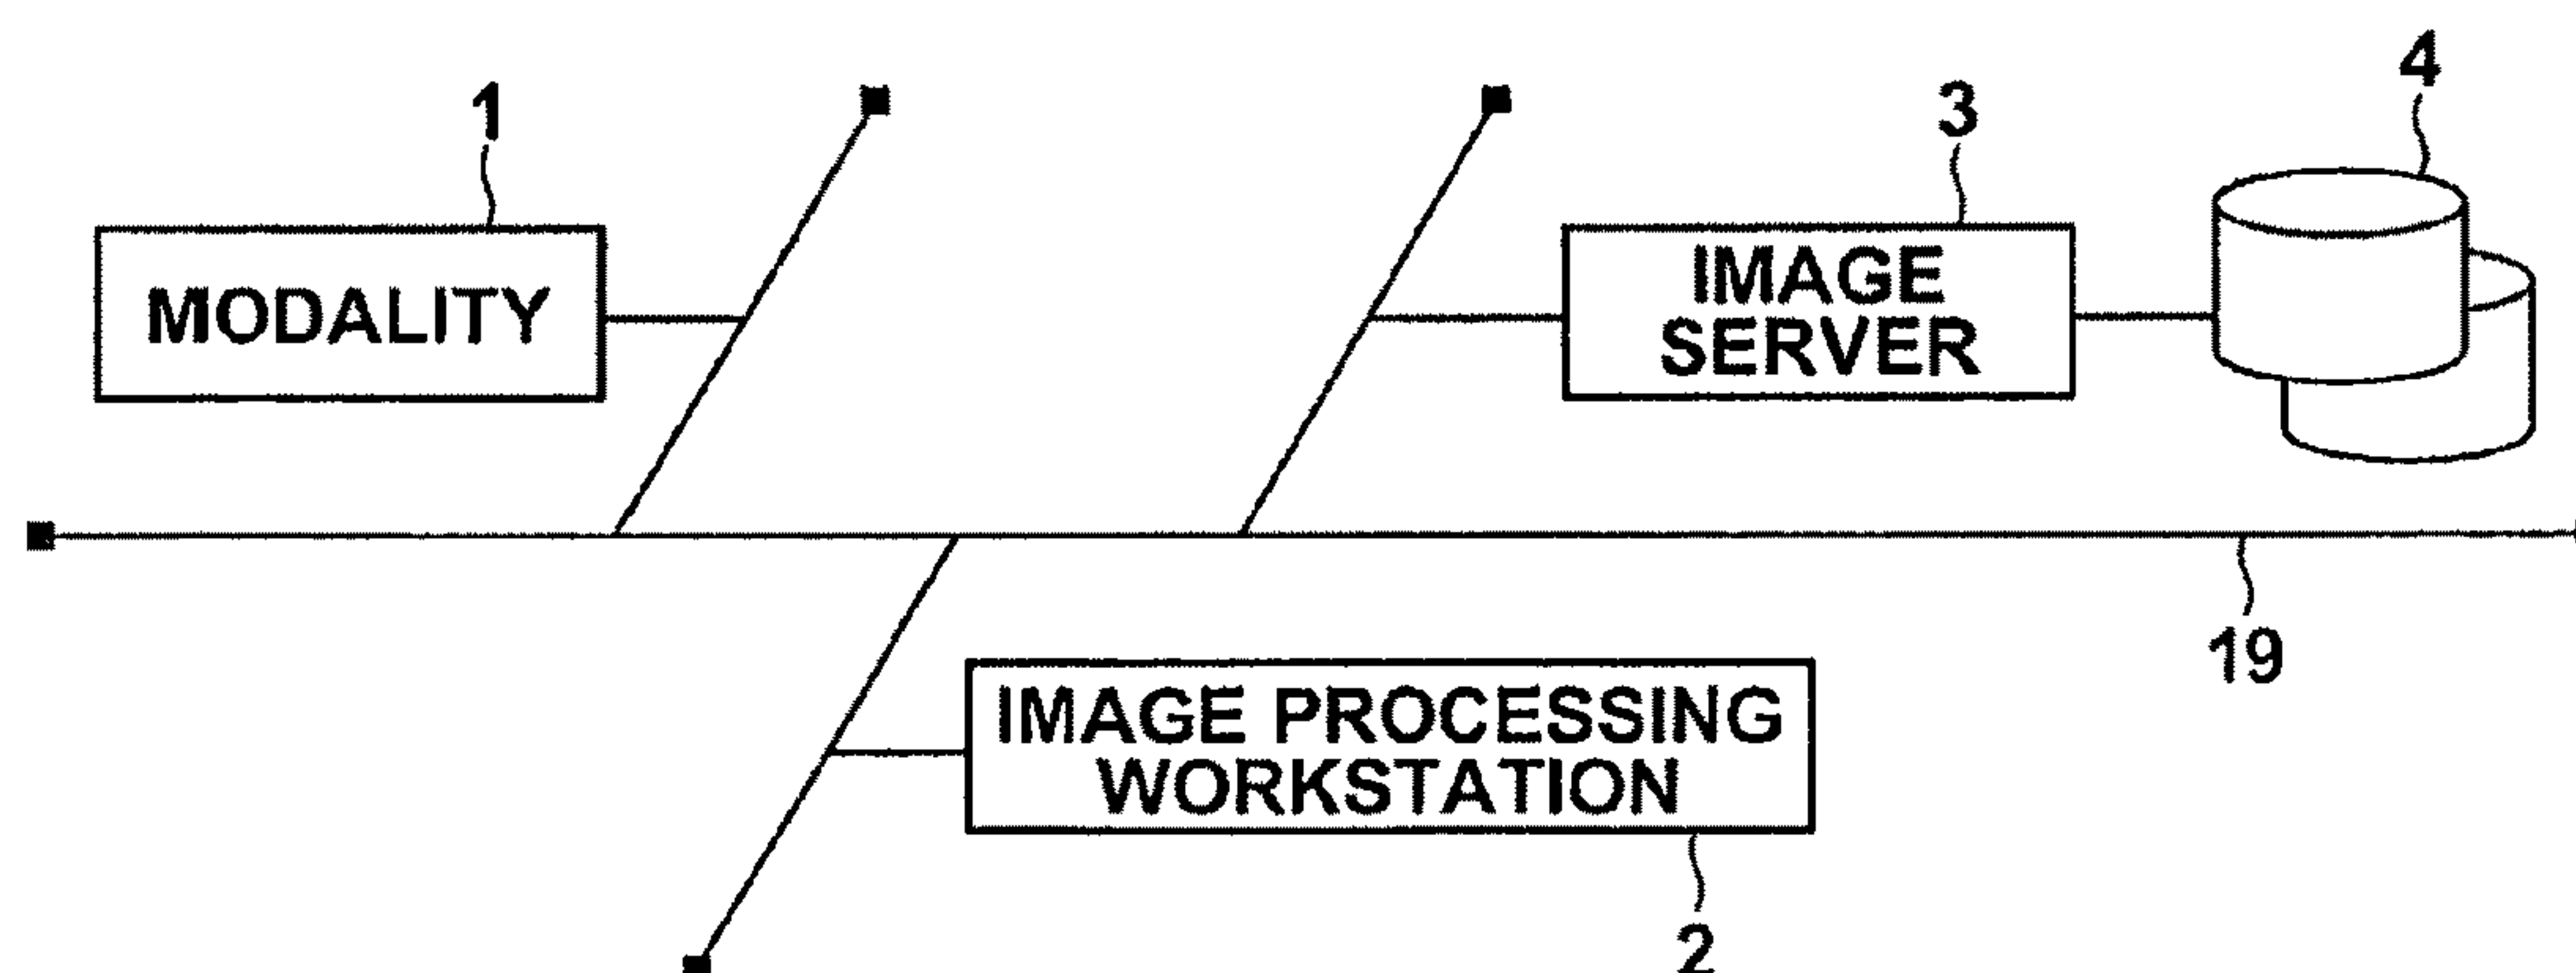 1
3
4
MODALITY
IMAGE
SERVER
19
IMAGE PROCESSING
WORKSTATION
2